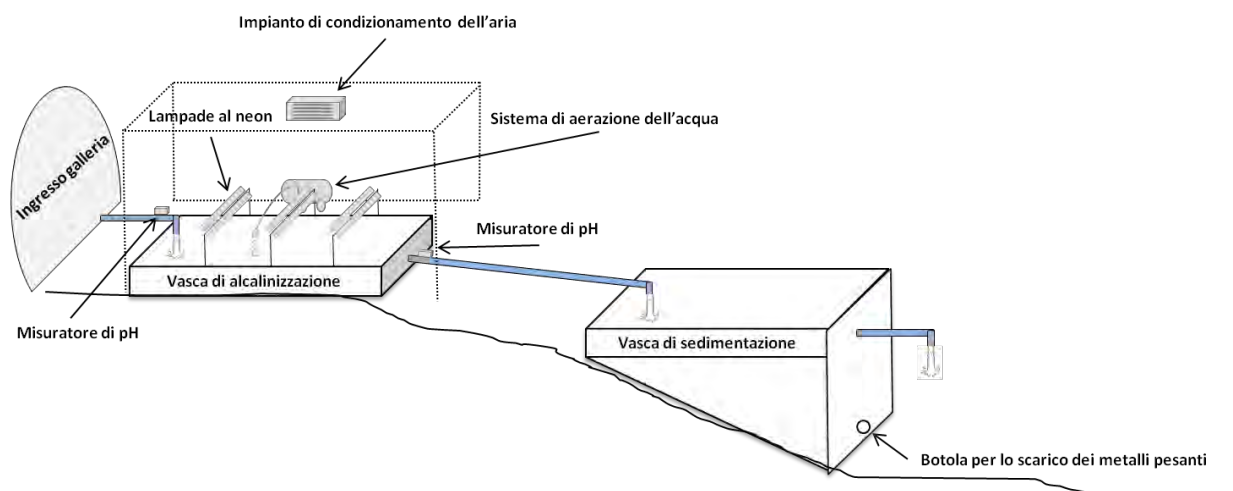 Impianto di condizionamento dell'aria
Lampade al neon
Sistema di aerazione dell'acqua
Ingresso galleria
Misuratore di pH
Vasca di alcalinizzazione
Misuratore di pH
Vasca di sedimentazione
Botola per lo scarico dei metalli pesanti